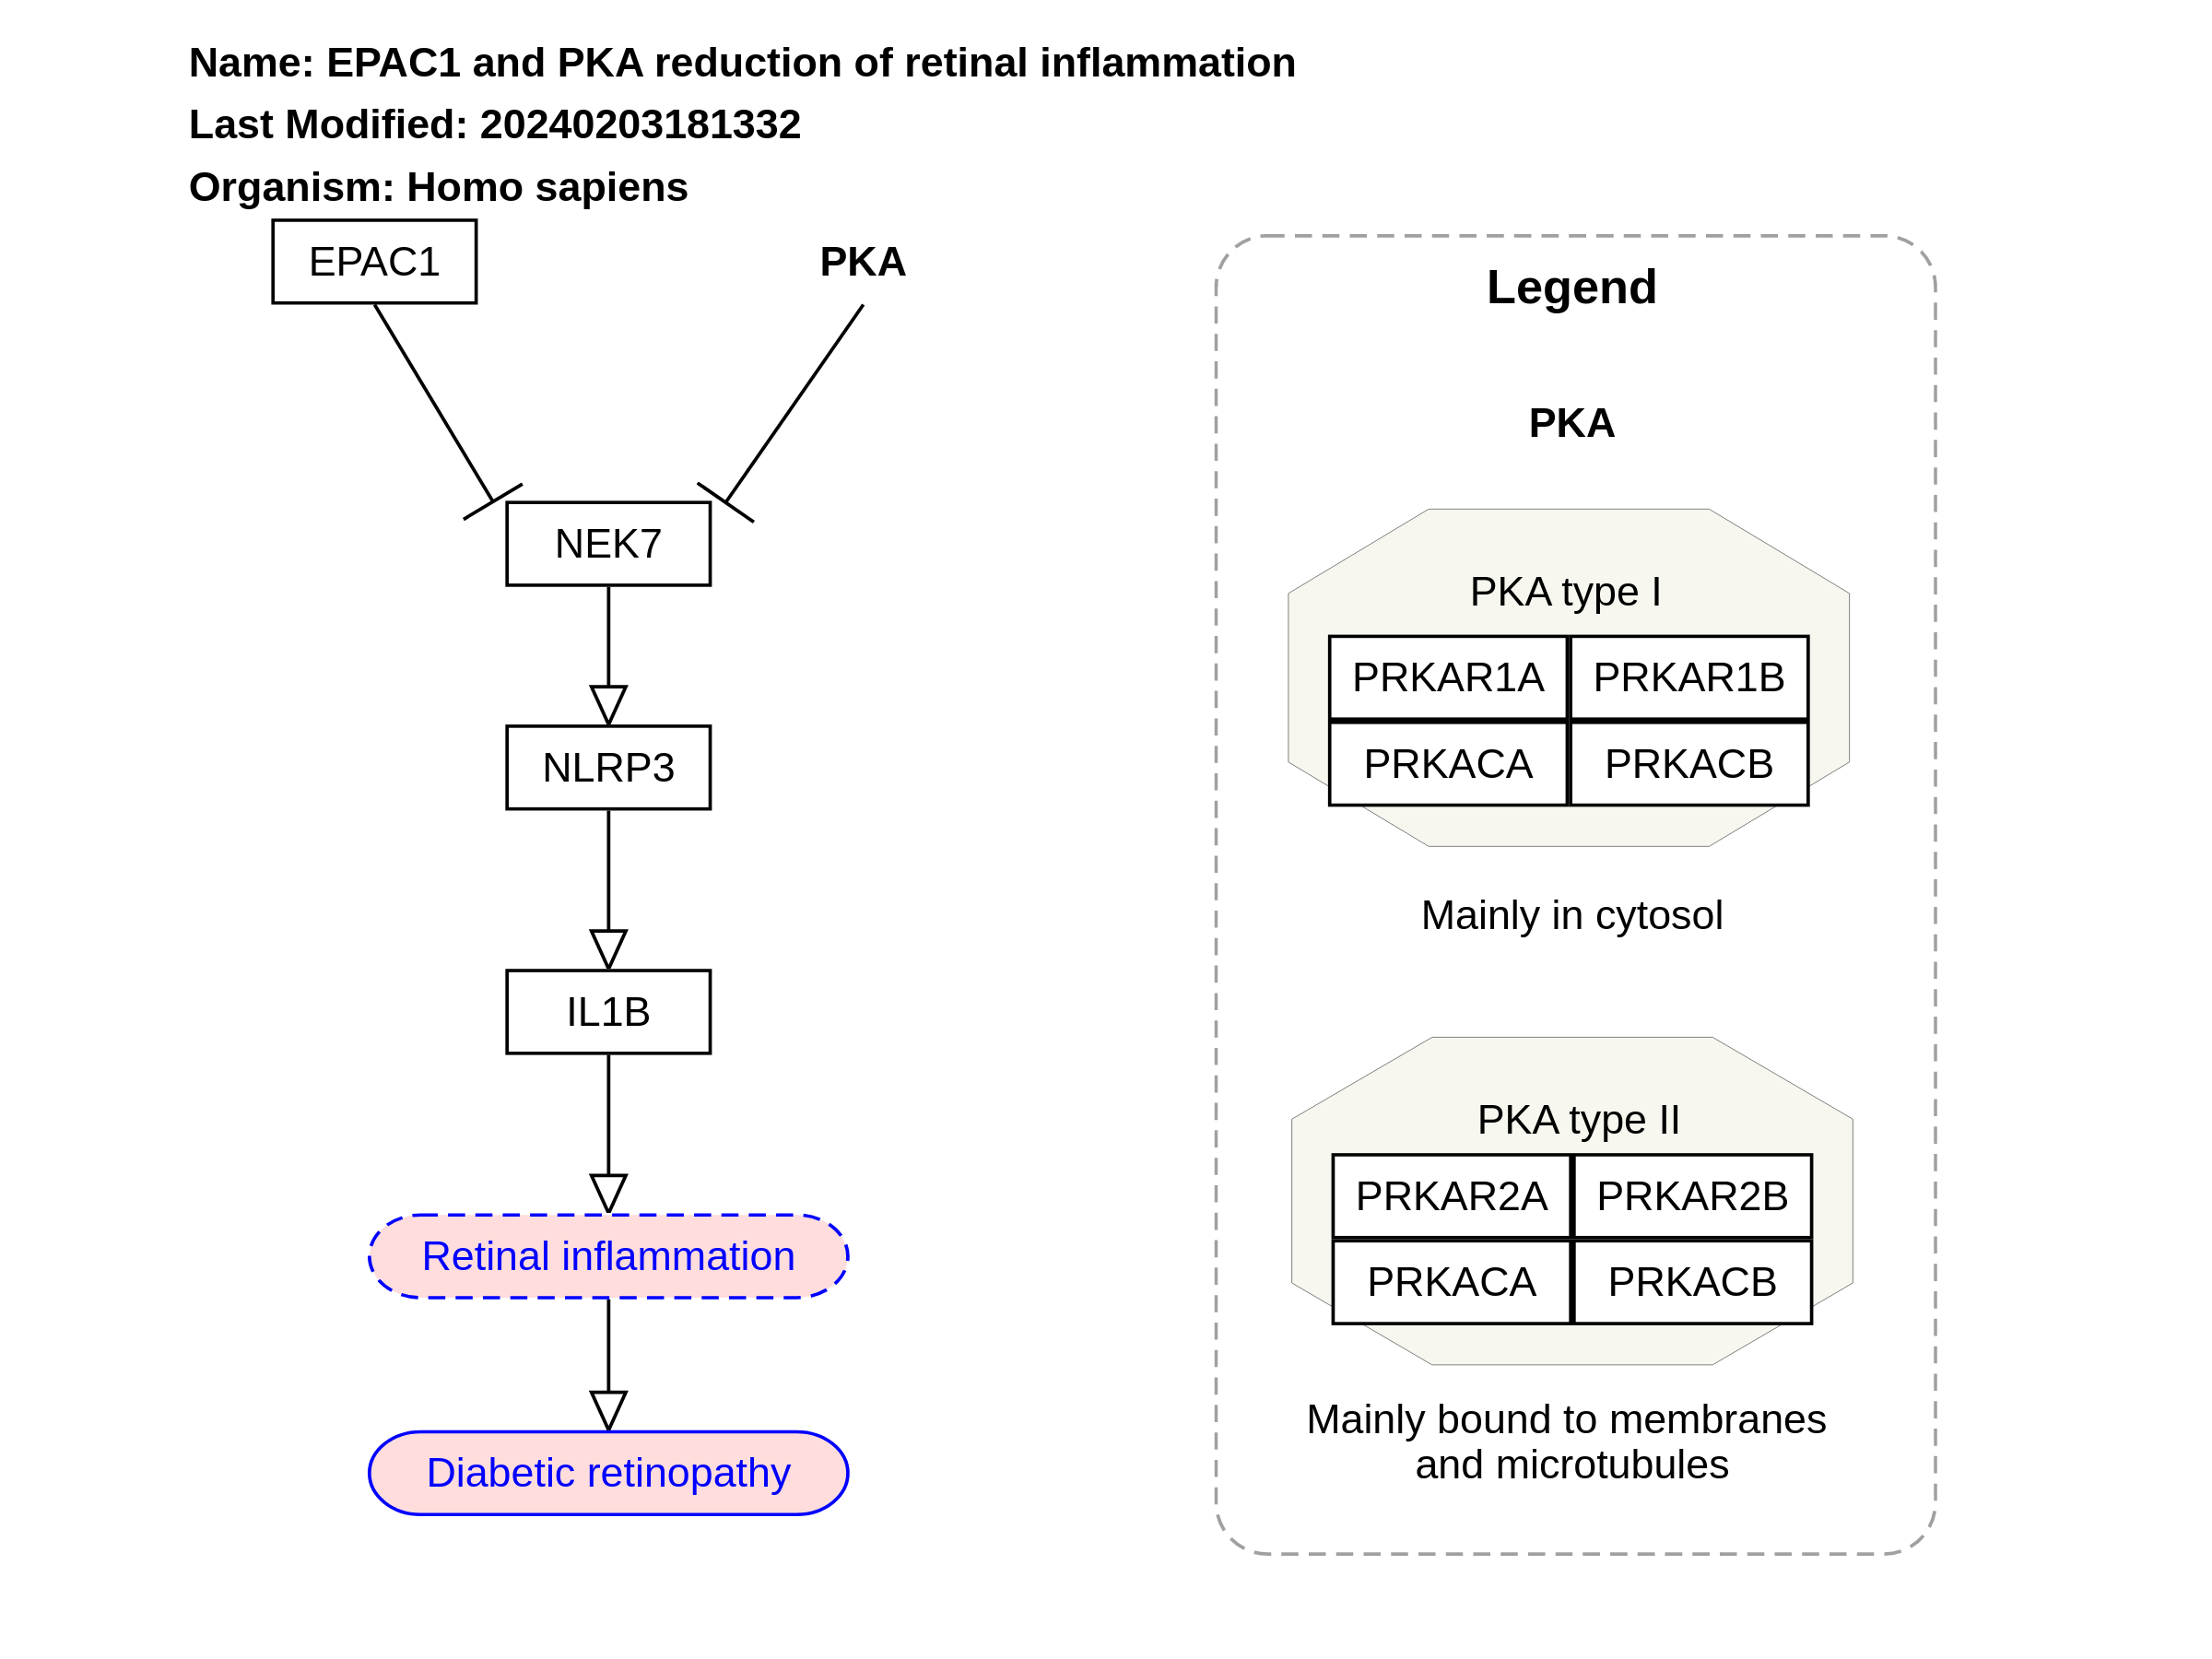 Name: EPAC1 and PKA reduction of retinal inflammation
Last Modified: 20240203181332
Organism: Homo sapiens
EPAC1
PKA
NEK7
NLRP3
IL1B
Retinal inflammation
Diabetic retinopathy
Legend
PKA
PKA type I
PRKAR1A PRKAR1B
PRKACA PRKACB
Mainly in cytosol
PKA type II
PRKAR2A PRKAR2B
PRKACA PRKACB
Mainly bound to membranes
and microtubules